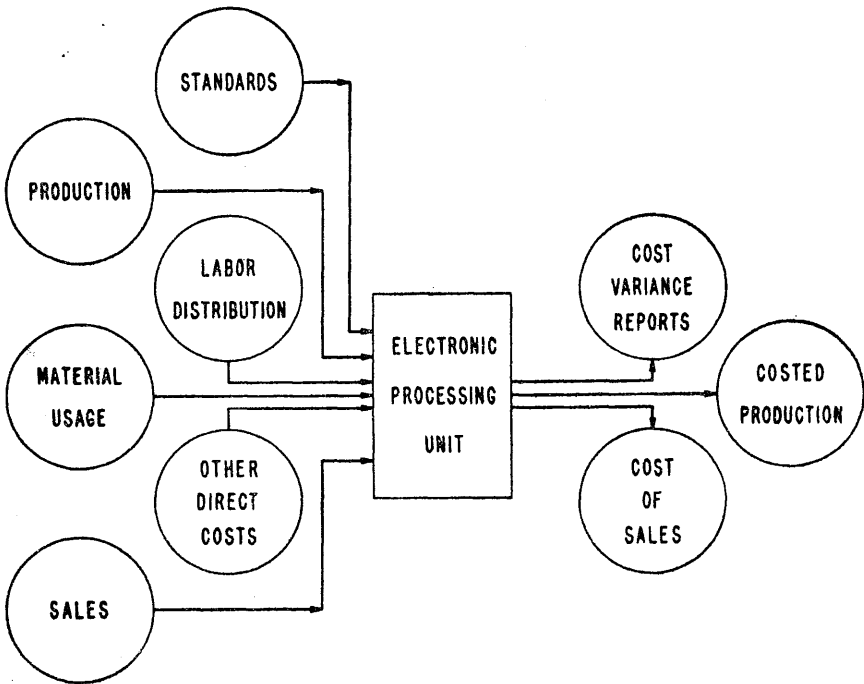 STANDARDS
PRODUCTION
LABOR
DISTRIBUTION
MATERIAL
USAGE
OTHER
DIRECT
COSTS
SALES
ELECTRONIC
PROCESSING
UNIT
COST
VARIANCE
REPORTS
COSTED
PRODUCTION
COST
OF
SALES